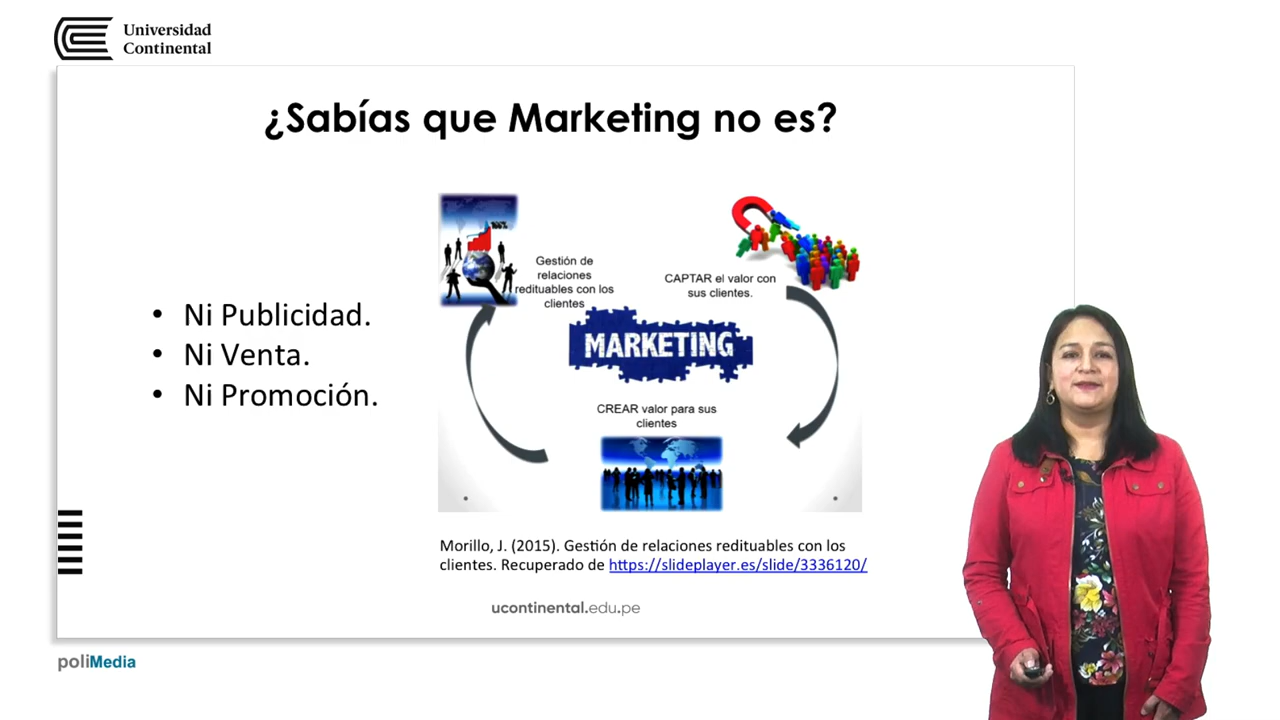 Universidad
Continental
¿Sabías que Marketing no es?
• Ni Publicidad.
• Ni Venta.
• Ni Promoción.
100%
Gestión de
relaciones
redituables con los
clientes
CAPTAR el valor con
sus clientes.
MARKETING
CREAR valor para sus
clientes
Morillo, J. (2015). Gestión de relaciones redituables con los
clientes. Recuperado de https://slideplayer.es/slide/3336120/
ucontinental.edu.pe
poliMedia